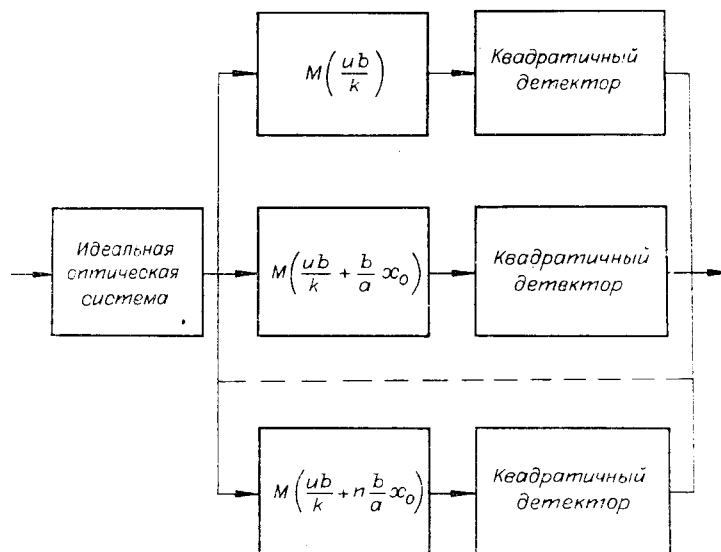 M(ub/k)
Квадратичный
детектор
Идеальная
оптическая
система
M(ub/k + b/a x₀)
Квадратичный
детектор
M(ub/k + n b/a x₀)
Квадратичный
детектор